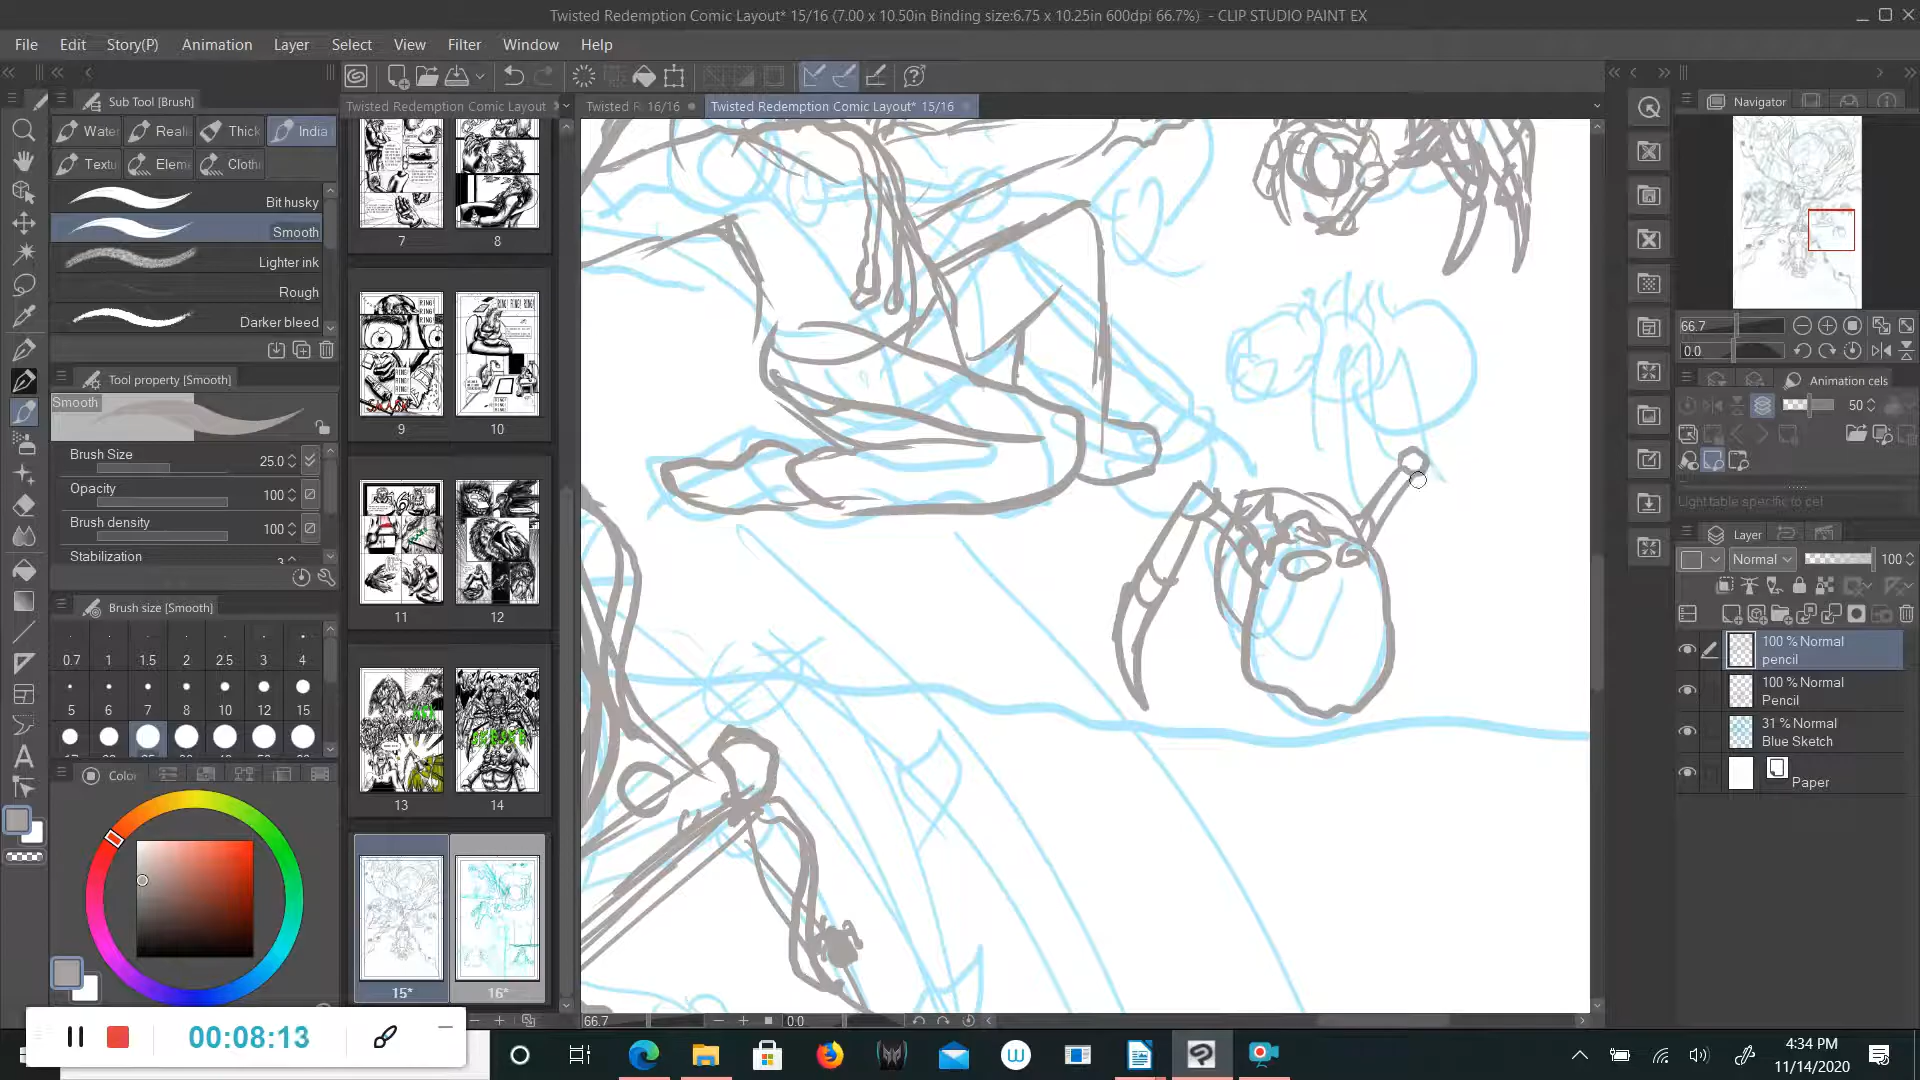 Twisted Redemption Comic Layout* 15/16 (7.00 x 10.50in Binding size:6.75 x 10.25in 600dpi 66.7%) - CLIP STUDIO PAINT EX
File Edit Story(P) Animation Layer Select View Filter Window Help
Sub Tool [Brush]
Twisted Redemption Comic Layout
Twisted R 16/16
Twisted Redemption Comic Layout* 15/16
Navigator
Wate Reali Thick India
Textu Eleme Cloth
Bit husky
Smooth
Lighter ink
Rough
Darker bleed
Tool property [Smooth]
Smooth
Brush Size 25.0
Opacity 100
Brush density 100
Stabilization
Brush size [Smooth]
0.7 1 1.5 2 2.5 3 4
5 6 7 8 10 12 15
Color
7 8
9 10
11 12
13 14
15* 16*
RING!
RING! RING! RING!
66.7 0.0
66.7
0.0
Animation cels
50
Light table specific to cel
Layer
Normal 100
100 % Normal
pencil
100 % Normal
Pencil
31 % Normal
Blue Sketch
Paper
00:08:13
4:34 PM
11/14/2020